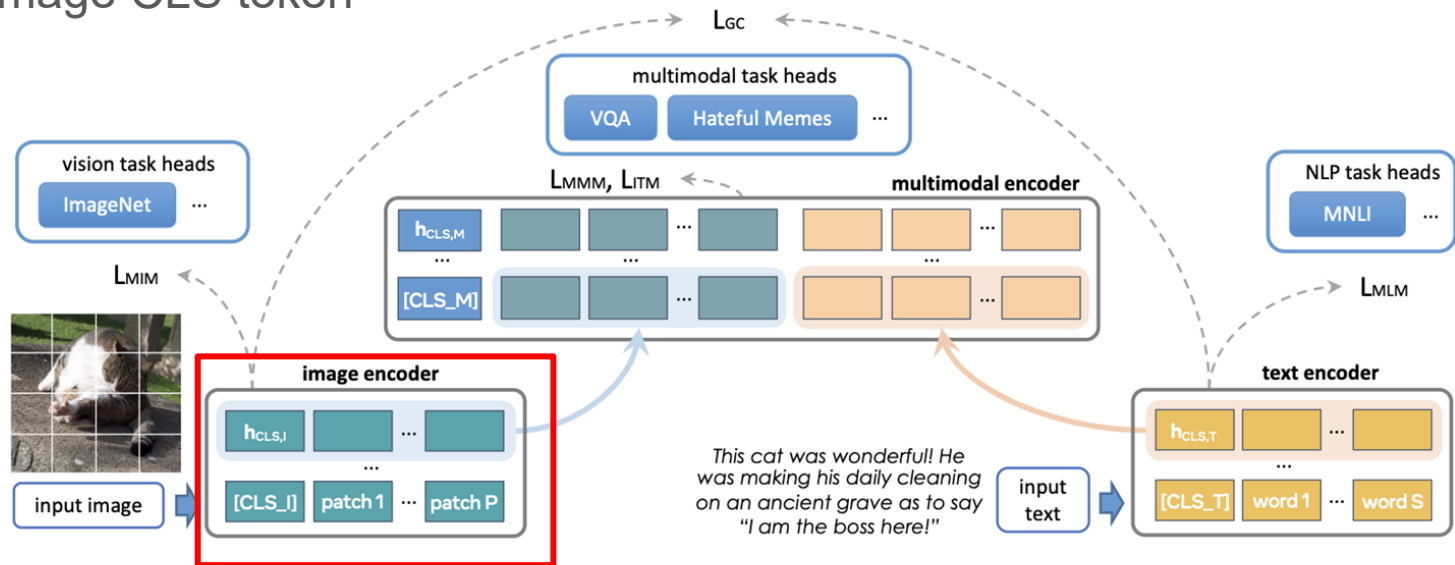 image CLS token
LGC
multimodal task heads
VQA
Hateful Memes
...
vision task heads
ImageNet
...
LMMM, LITM
multimodal encoder
NLP task heads
MNLI
...
hCLS,M
...
...
...
...
...
[CLS_M]
...
...
LMIM
LMLM
image encoder
text encoder
hCLS,I
...
hCLS,T
...
...
...
[CLS_I]
patch 1
...
patch P
[CLS_T]
word 1
...
word S
input image
This cat was wonderful! He
was making his daily cleaning
on an ancient grave as to say
“I am the boss here!”
input
text